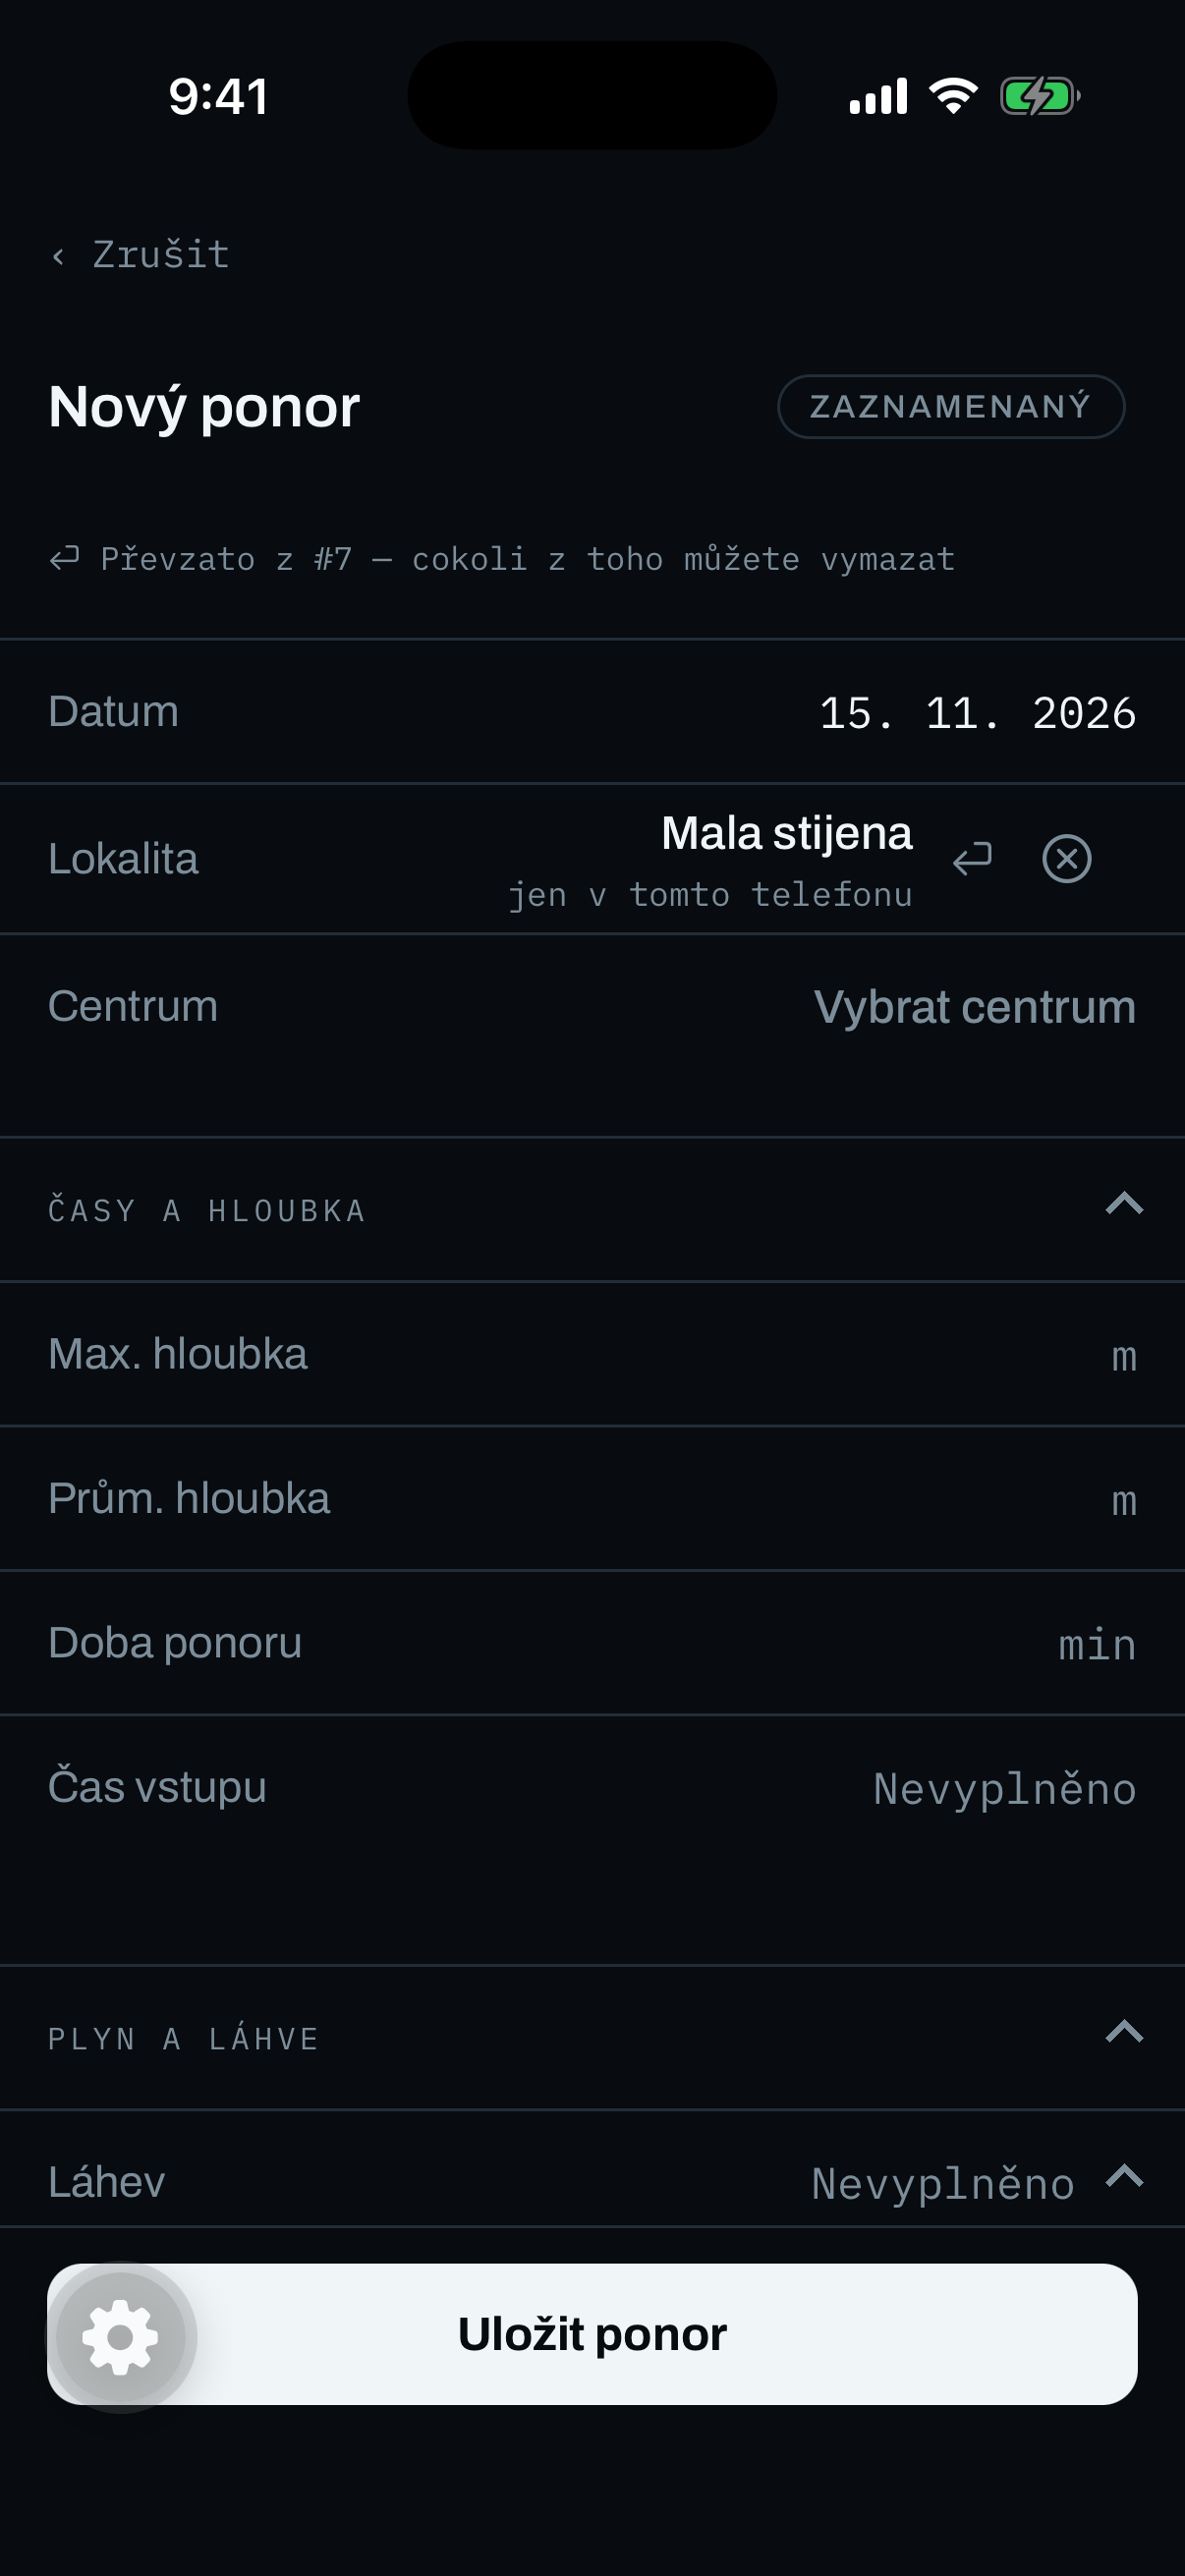 9:41
‹ Zrušit
Nový ponor
ZAZNAMENANÝ
Převzato z #7 — cokoli z toho můžete vymazat
Datum
15. 11. 2026
Lokalita
Mala stijena
jen v tomto telefonu
Centrum
Vybrat centrum
ČASY A HLOUBKA
Max. hloubka
m
Prům. hloubka
m
Doba ponoru
min
Čas vstupu
Nevyplněno
PLYN A LÁHVE
Láhev
Nevyplněno
Uložit ponor